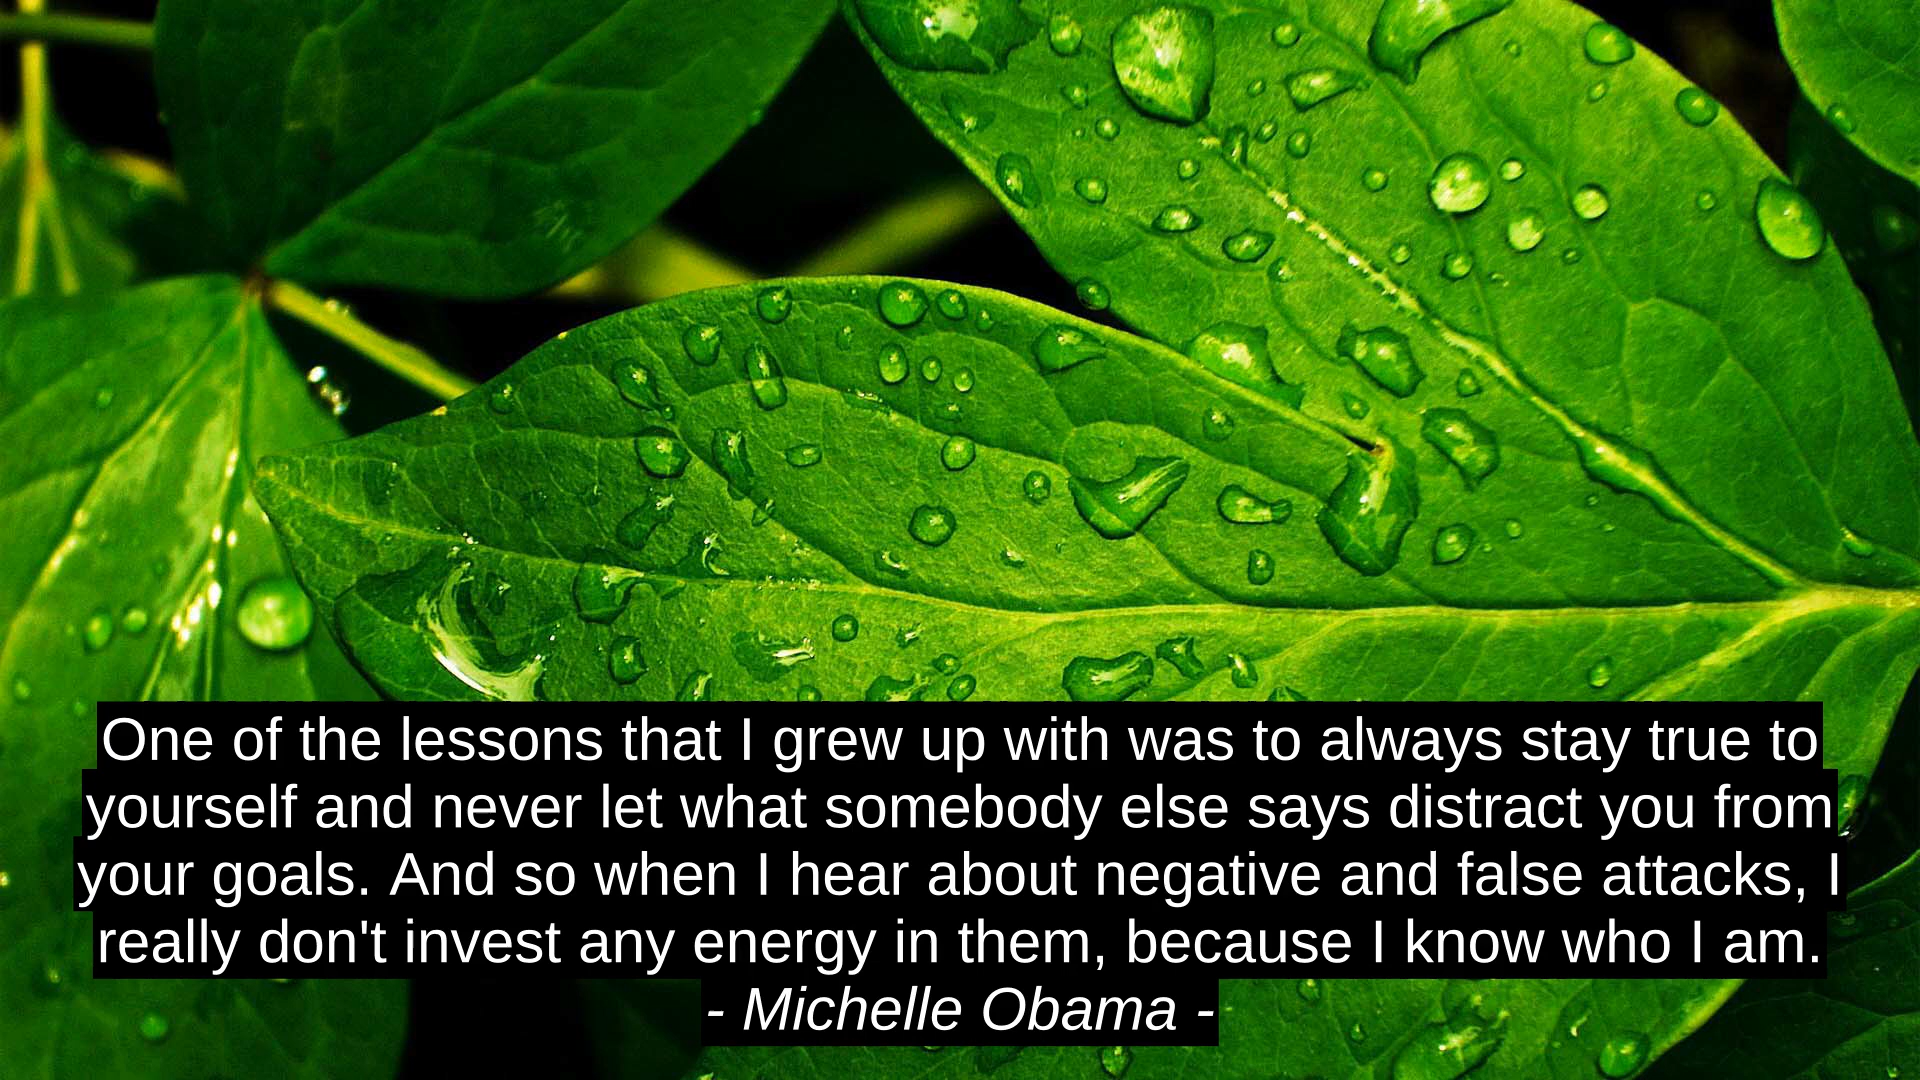 One of the lessons that I grew up with was to always stay true to
yourself and never let what somebody else says distract you from
your goals. And so when I hear about negative and false attacks, I
really don't invest any energy in them, because I know who I am.
- Michelle Obama -